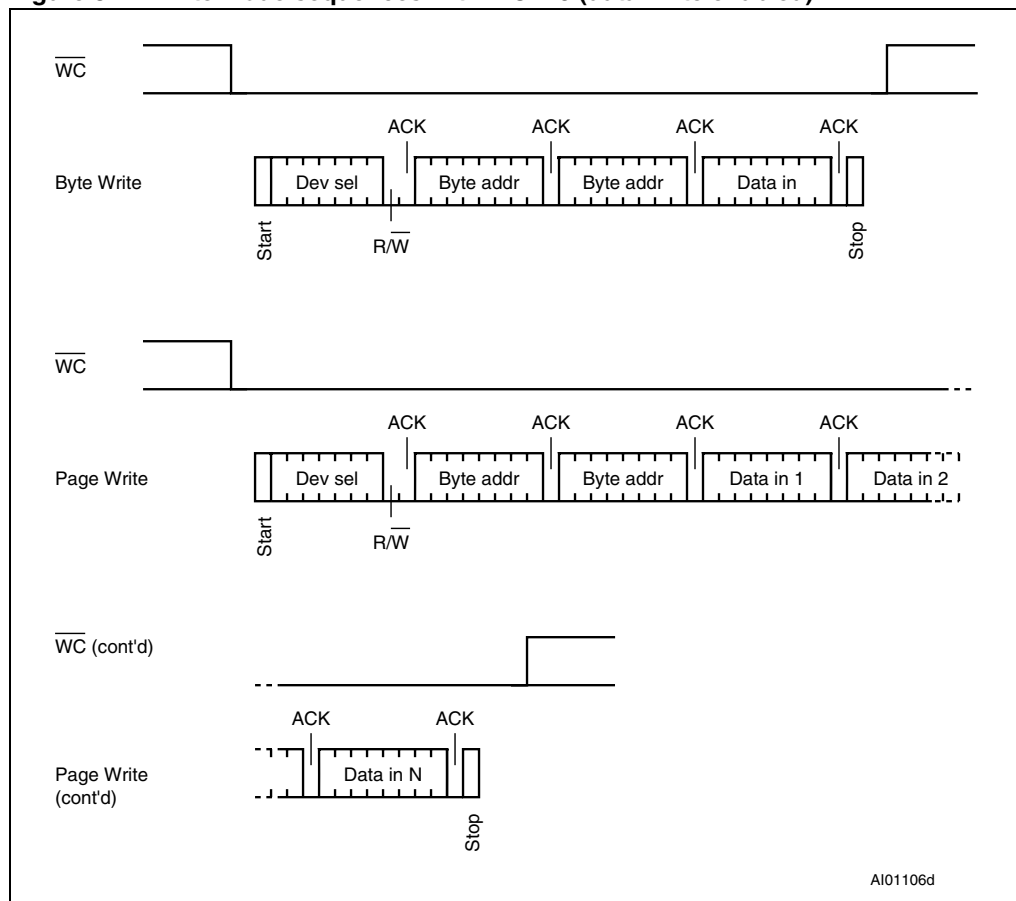 WC
ACK ACK ACK ACK
Byte Write Dev sel Byte addr Byte addr Data in
Start R/W Stop
WC
ACK ACK ACK ACK
Page Write Dev sel Byte addr Byte addr Data in 1 Data in 2
Start R/W
WC (cont'd)
ACK ACK
Page Write
(cont'd) Data in N
Stop
AI01106d